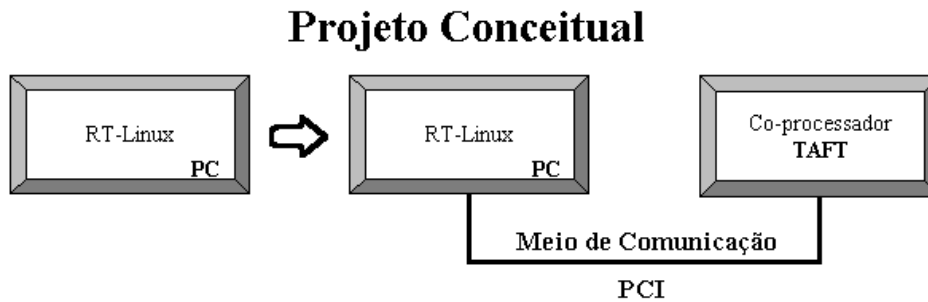 Projeto Conceitual
RT-Linux
PC
RT-Linux
PC
Co-processador
TAFT
Meio de Comunicação
PCI